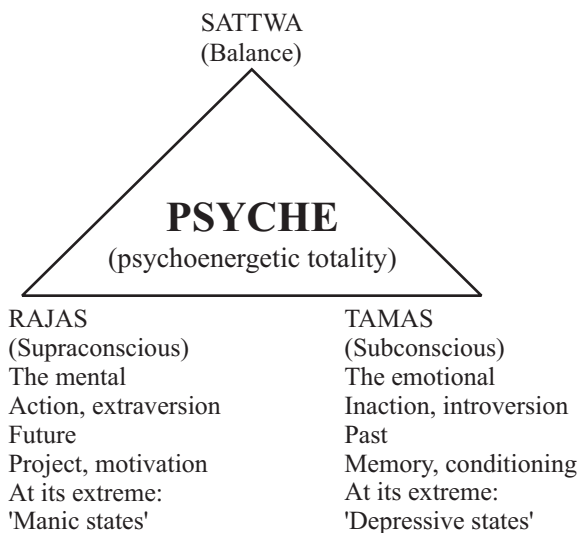 SATTWA
(Balance)
PSYCHE
(psychoenergetic totality)
RAJAS
(Supraconscious)
The mental
Action, extraversion
Future
Project, motivation
At its extreme:
'Manic states'
TAMAS
(Subconscious)
The emotional
Inaction, introversion
Past
Memory, conditioning
At its extreme:
'Depressive states'